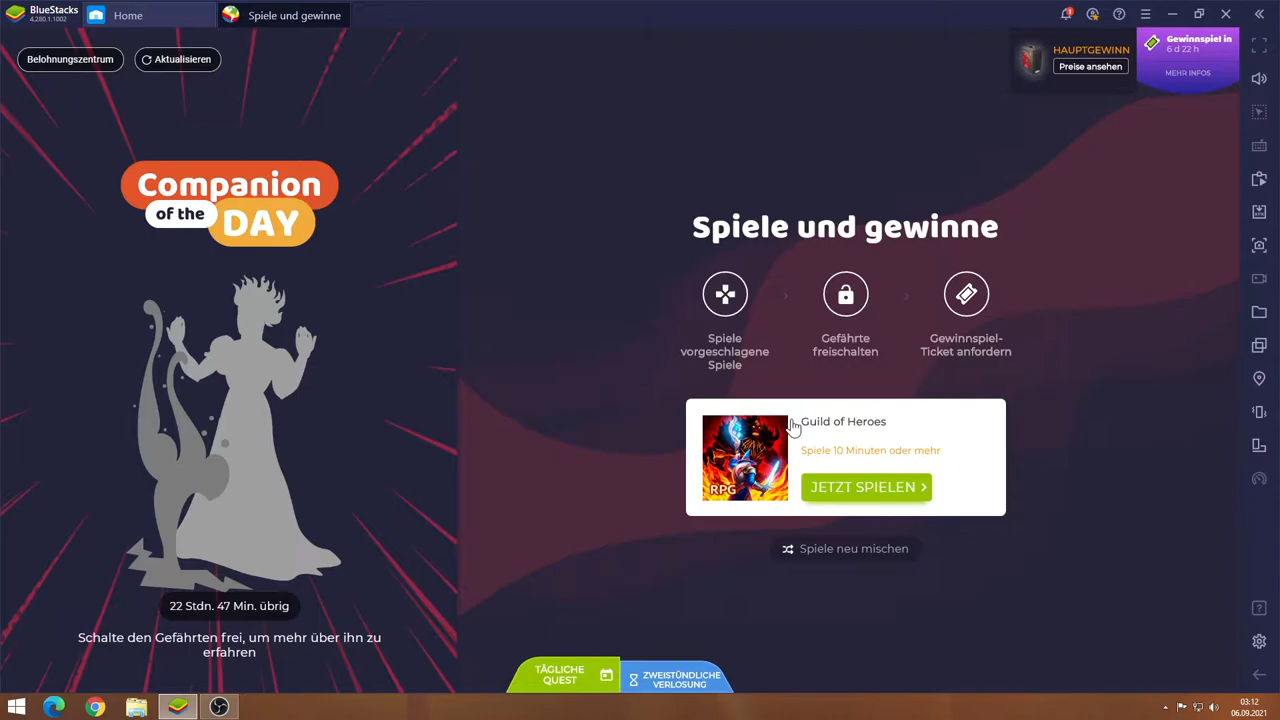 BlueStacks
4.280.1.1002
Home
Spiele und gewinne
1
Belohnungszentrum
Aktualisieren
HAUPTGEWINN
Preise ansehen
Gewinnspiel in
6 d 22 h
MEHR INFOS
Companion
of the
DAY
Spiele und gewinne
Spiele
vorgeschlagene
Spiele
Gefährte
freischalten
Gewinnspiel-
Ticket anfordern
RPG
Guild of Heroes
Spiele 10 Minuten oder mehr
JETZT SPIELEN
Spiele neu mischen
22 Stdn. 47 Min. übrig
Schalte den Gefährten frei, um mehr über ihn zu
erfahren
TÄGLICHE
QUEST
ZWEISTÜNDLICHE
VERLOSUNG
03:12
06.09.2021